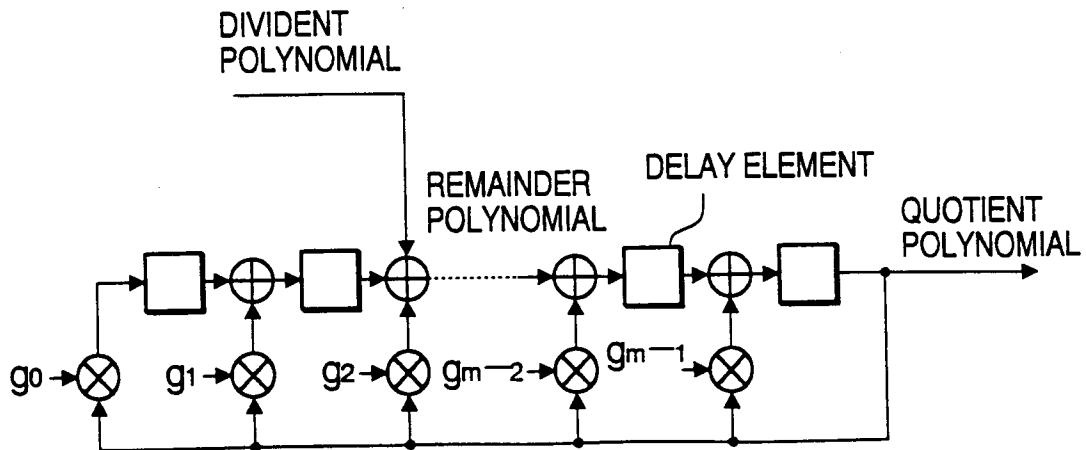 DIVIDENT
POLYNOMIAL
REMAINDER
POLYNOMIAL
DELAY ELEMENT
QUOTIENT
POLYNOMIAL
g0
g1
g2
gm-2
gm-1